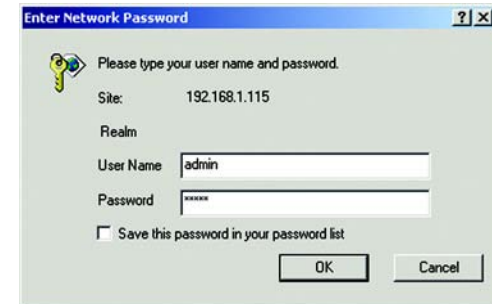 Enter Network Password
Please type your user name and password.
Site: 192.168.1.115
Realm
User Name admin
Password xxxxx
Save this password in your password list
OK Cancel